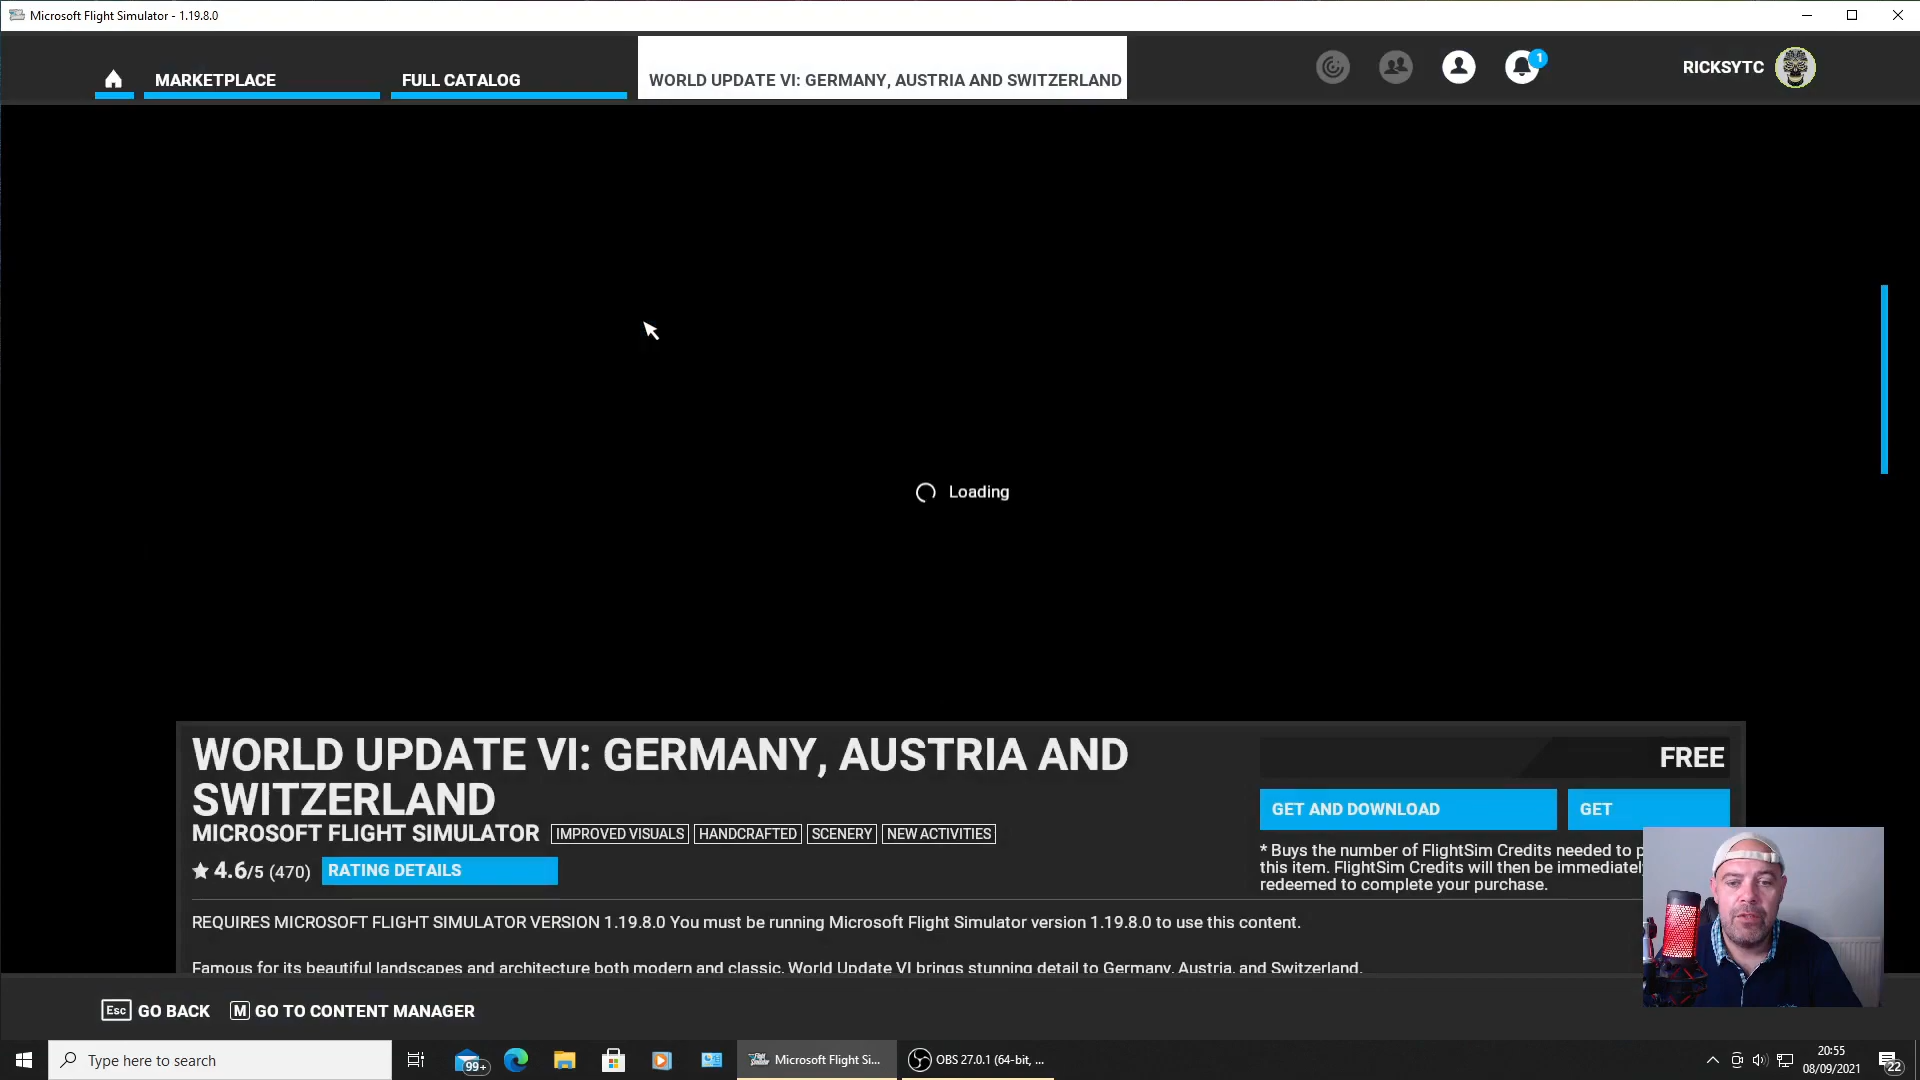 Microsoft Flight Simulator - 1.19.8.0
MARKETPLACE
FULL CATALOG
WORLD UPDATE VI: GERMANY, AUSTRIA AND SWITZERLAND
1
RICKSYTC
Loading
WORLD UPDATE VI: GERMANY, AUSTRIA AND
SWITZERLAND
MICROSOFT FLIGHT SIMULATOR
IMPROVED VISUALS
HANDCRAFTED
SCENERY
NEW ACTIVITIES
4.6/5 (470)
RATING DETAILS
FREE
GET AND DOWNLOAD
GET
* Buys the number of FlightSim Credits needed to
this item. FlightSim Credits will then be
redeemed to complete your purchase.
REQUIRES MICROSOFT FLIGHT SIMULATOR VERSION 1.19.8.0 You must be running Microsoft Flight Simulator version 1.19.8.0 to use this content.
Famous for its beautiful landscapes and architecture both modern and classic, World Update VI brings stunning detail to Germany, Austria, and Switzerland.
Esc GO BACK
M GO TO CONTENT MANAGER
Type here to search
99+
Microsoft Flight Si...
OBS 27.0.1 (64-bit, ...
20:55
08/09/2021
22